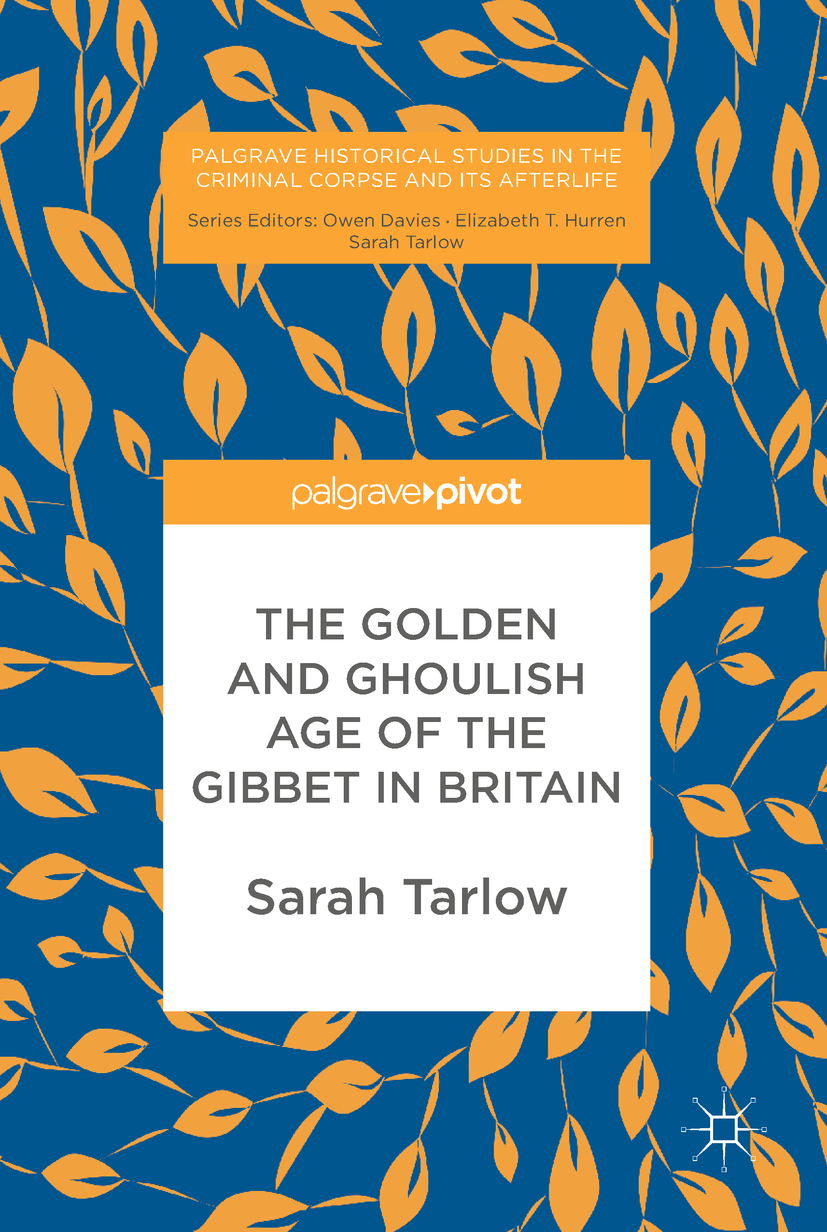 PALGRAVE HISTORICAL STUDIES IN THE
CRIMINAL CORPSE AND ITS AFTERLIFE
Series Editors: Owen Davies · Elizabeth T. Hurren
Sarah Tarlow
palgrave pivot
THE GOLDEN
AND GHOULISH
AGE OF THE
GIBBET IN BRITAIN
Sarah Tarlow